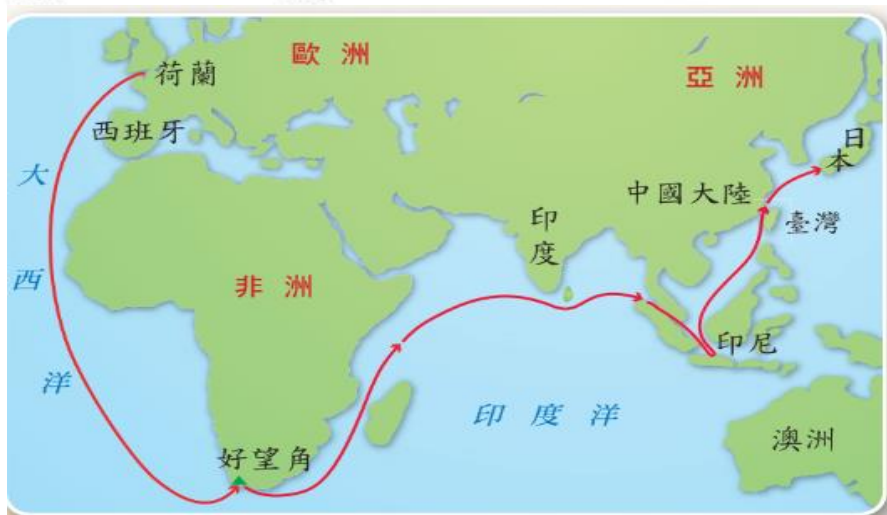 歐洲
亞洲
荷蘭
西班牙
日本
大西洋
中國大陸
臺灣
印度
非洲
印尼
印度洋
好望角
澳洲